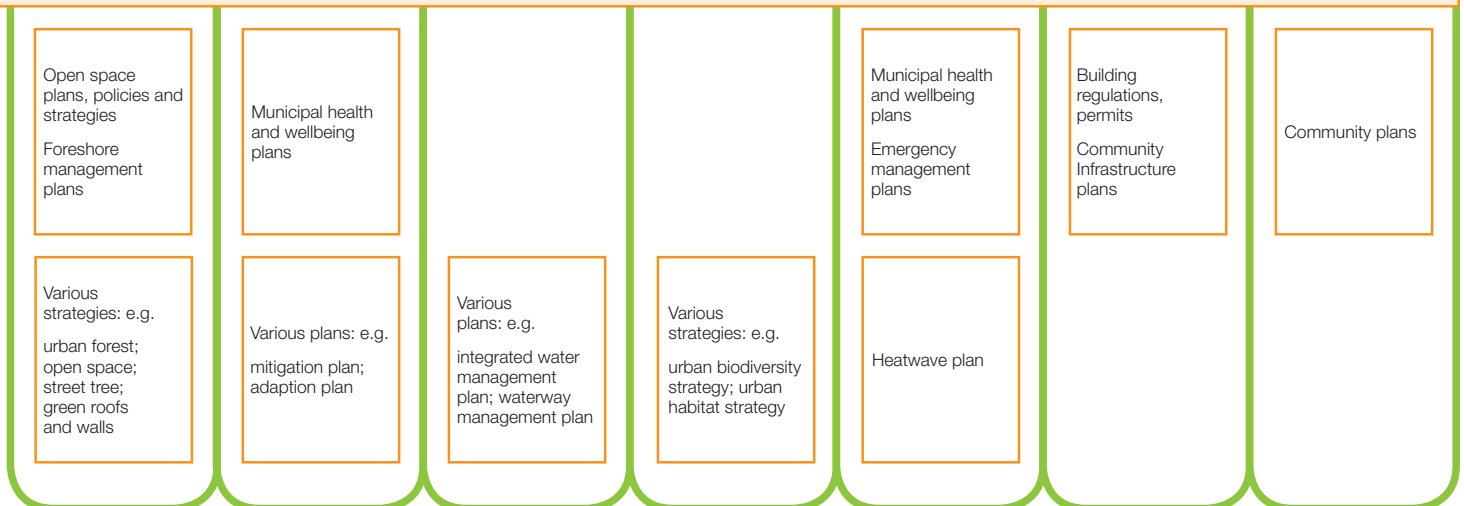 Open space
plans, policies and
strategies
Foreshore
management
plans
Municipal health
and wellbeing
plans
Municipal health
and wellbeing
plans
Emergency
management
plans
Building
regulations,
permits
Community
Infrastructure
plans
Community plans
Various
strategies: e.g.
urban forest;
open space;
street tree;
green roofs
and walls
Various plans: e.g.
mitigation plan;
adaption plan
Various
plans: e.g.
integrated water
management
plan; waterway
management plan
Various
strategies: e.g.
urban biodiversity
strategy; urban
habitat strategy
Heatwave plan